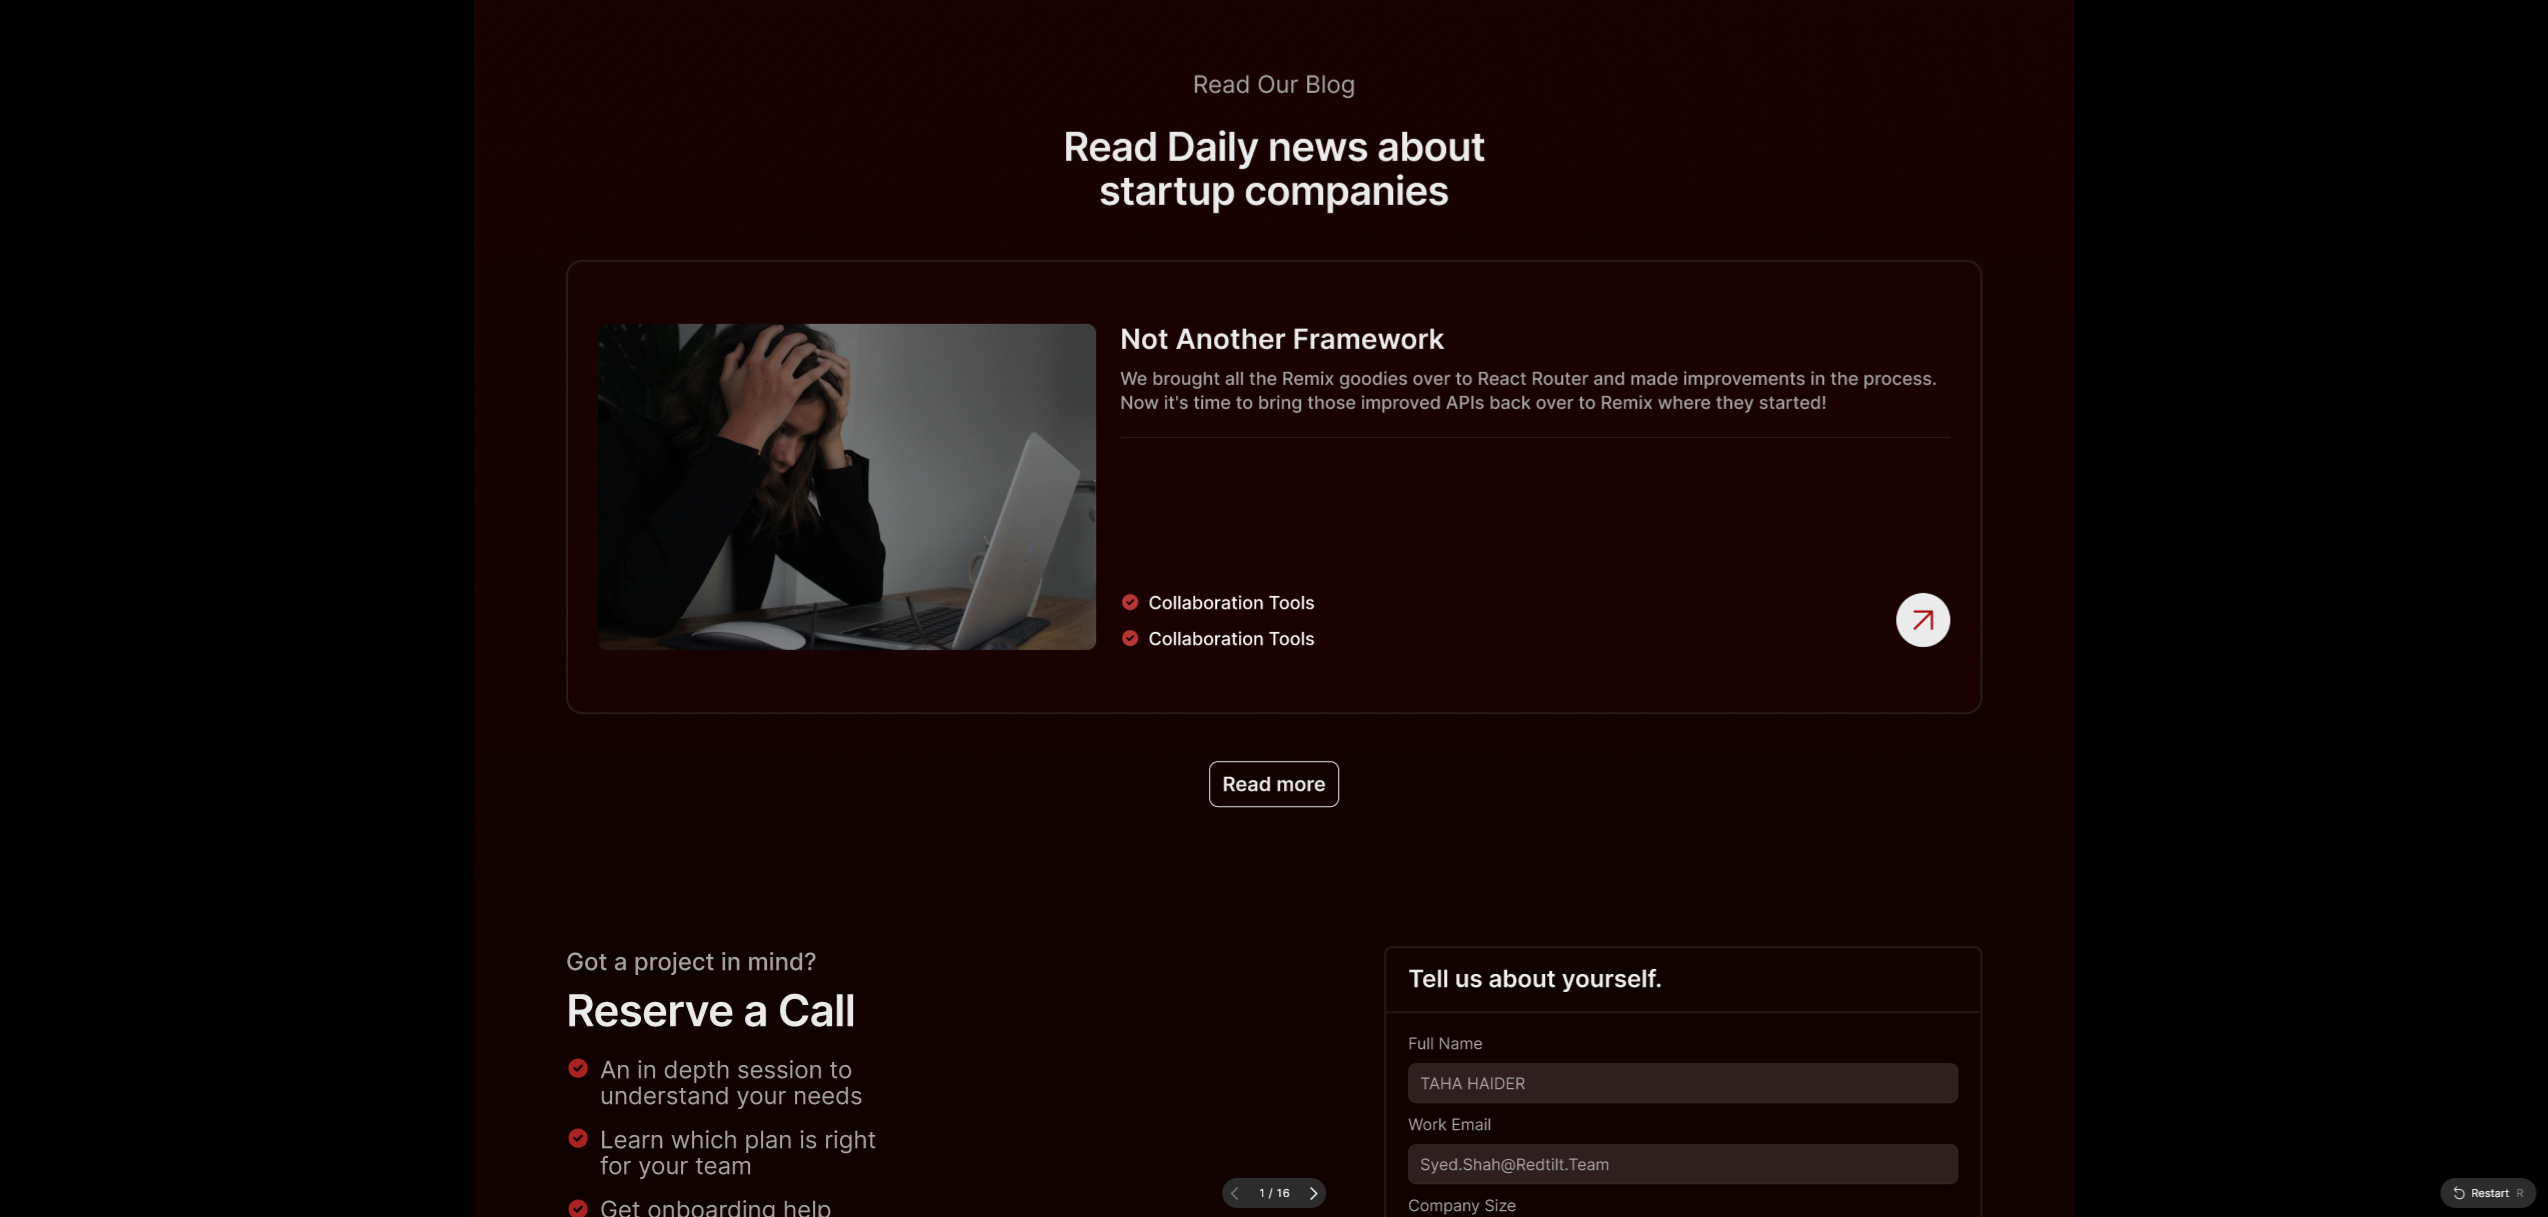 Read Our Blog
Read Daily news about
startup companies
Not Another Framework
We brought all the Remix goodies over to React Router and made improvements in the process.
Now it's time to bring those improved APIs back over to Remix where they started!
Collaboration Tools
Collaboration Tools
Read more
Got a project in mind?
Reserve a Call
An in depth session to
understand your needs
Learn which plan is right
for your team
Get onboarding help
Tell us about yourself.
Full Name
TAHA HAIDER
Work Email
Syed.Shah@Redtilt.Team
Company Size
1 / 16
Restart R